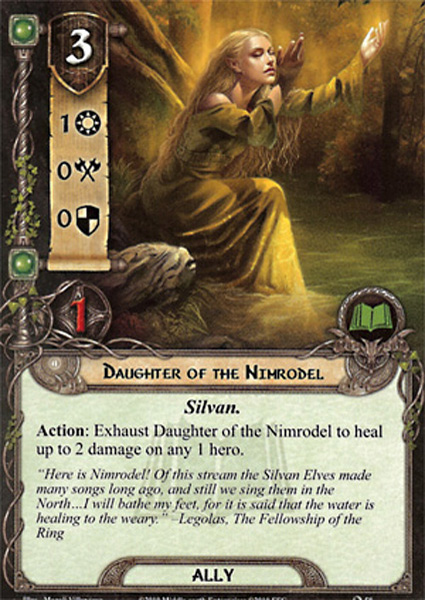 3
1
0
0
1
DAUGHTER OF THE NIMRODEL
Silvan.
Action: Exhaust Daughter of the Nimrodel to heal
up to 2 damage on any 1 hero.
“Here is Nimrodel! Of this stream the Silvan Elves made
many songs long ago, and still we sing them in the
North…I will bathe my feet, for it is said that the water is
healing to the weary.” –Legolas, The Fellowship of the
Ring
ALLY